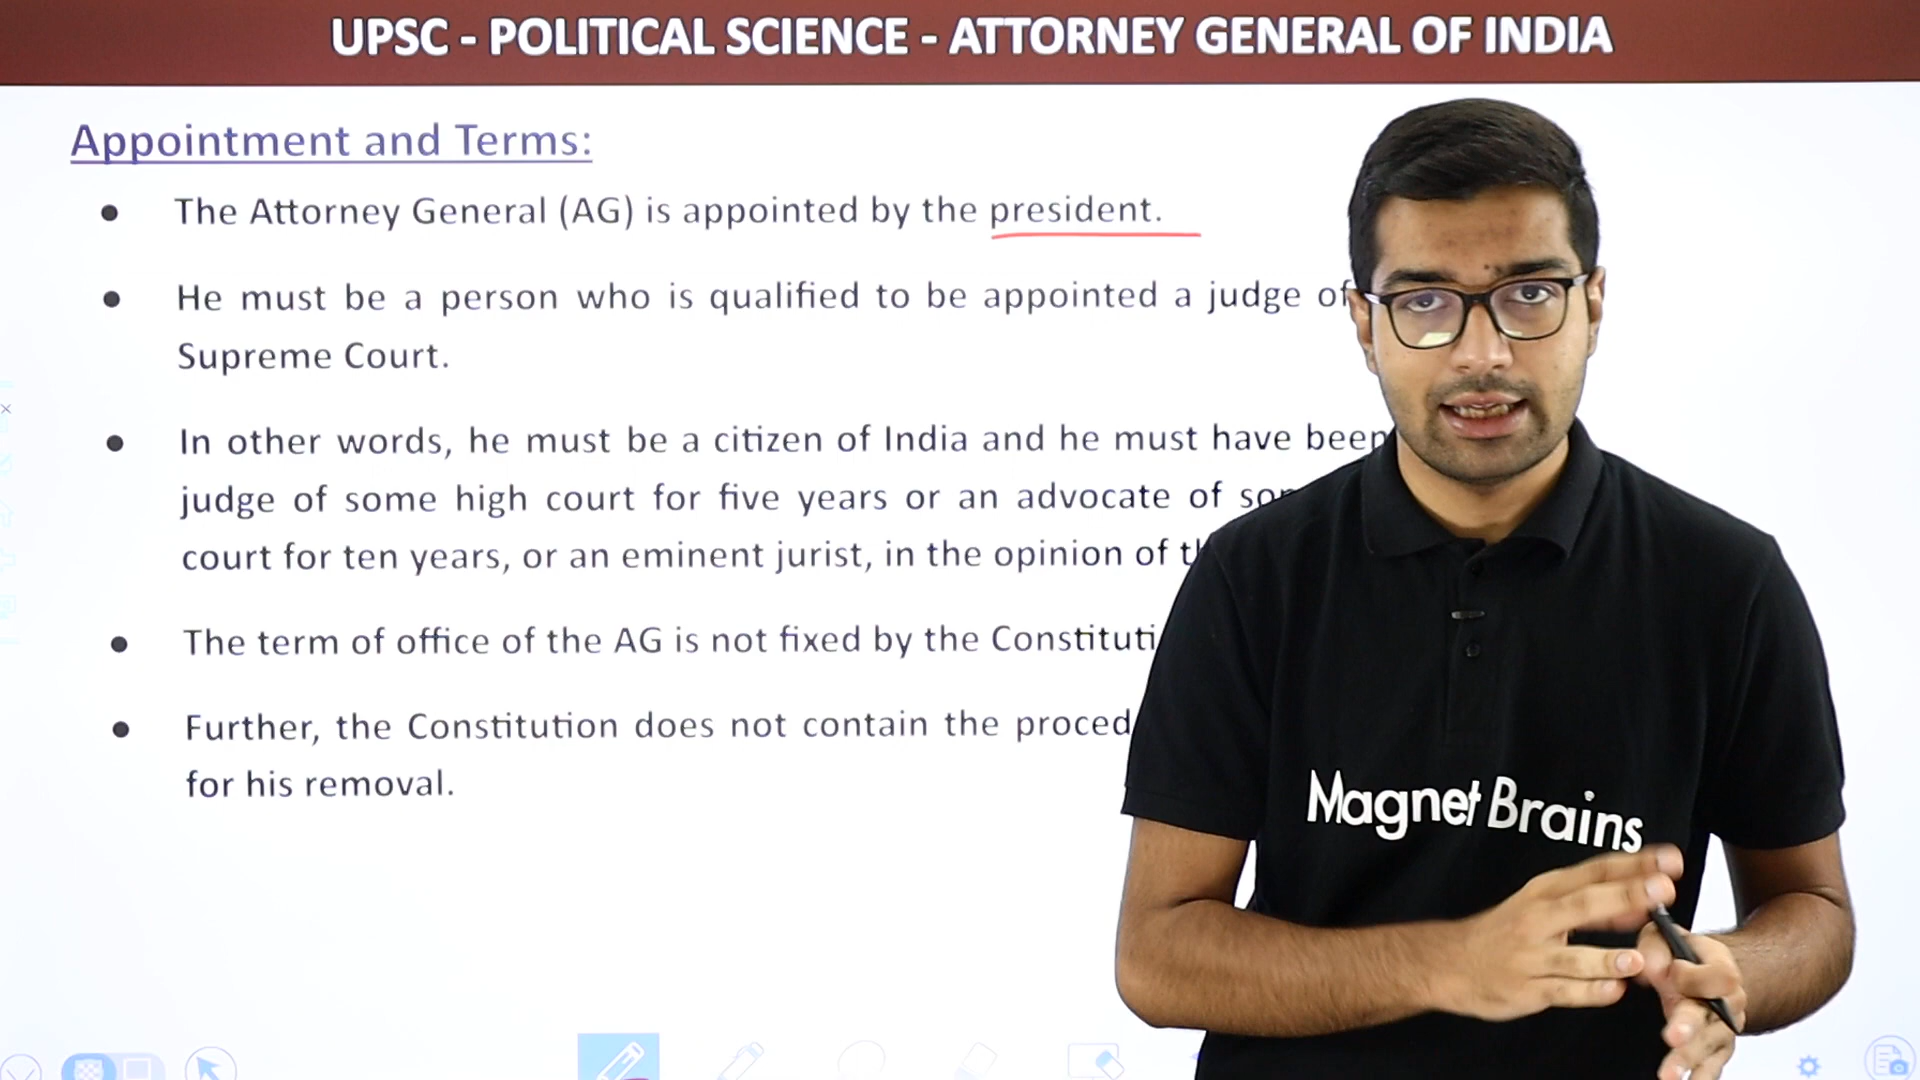 UPSC - POLITICAL SCIENCE - ATTORNEY GENERAL OF INDIA
Appointment and Terms:
● The Attorney General (AG) is appointed by the president.
● He must be a person who is qualified to be appointed a judge of
Supreme Court.
● In other words, he must be a citizen of India and he must have been
judge of some high court for five years or an advocate of
court for ten years, or an eminent jurist, in the opinion of
● The term of office of the AG is not fixed by the
● Further, the Constitution does not contain the
for his removal.
Magnet Brains